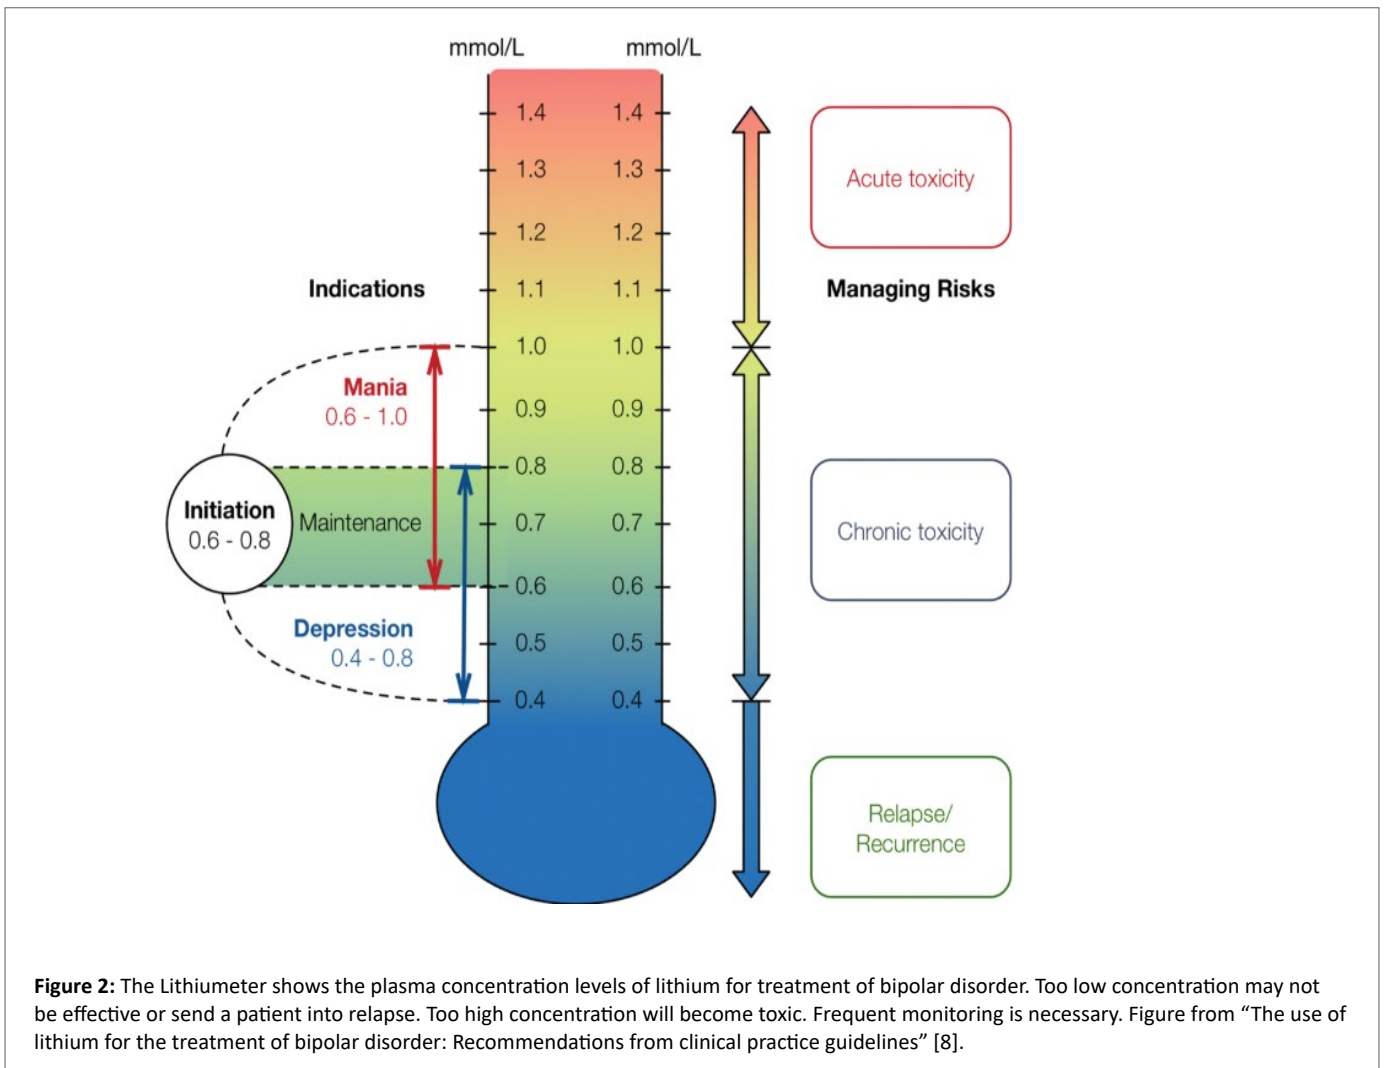 mmol/L mmol/L
1.4 1.4
Acute toxicity
1.3 1.3
1.2 1.2
Indications 1.1 1.1 Managing Risks
1.0 1.0
Mania
0.6 - 1.0
0.9 0.9
0.8 0.8
Initiation
0.6 - 0.8
Maintenance
0.7 0.7
Chronic toxicity
0.6 0.6
Depression
0.4 - 0.8
0.5 0.5
0.4 0.4
Relapse/
Recurrence
Figure 2: The Lithiumeter shows the plasma concentration levels of lithium for treatment of bipolar disorder. Too low concentration may not
be effective or send a patient into relapse. Too high concentration will become toxic. Frequent monitoring is necessary. Figure from “The use of
lithium for the treatment of bipolar disorder: Recommendations from clinical practice guidelines” [8].